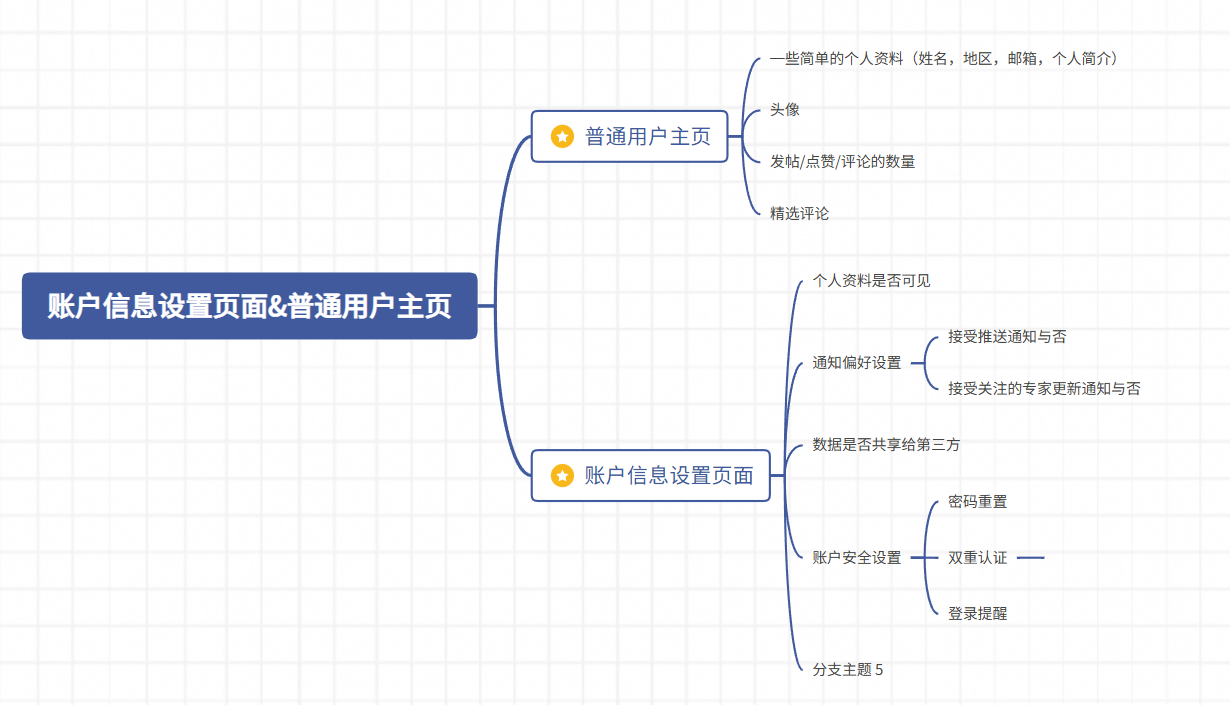 账户信息设置页面&普通用户主页
普通用户主页
一些简单的个人资料（姓名，地区，邮箱，个人简介）
头像
发帖/点赞/评论的数量
精选评论
账户信息设置页面
个人资料是否可见
通知偏好设置
接受推送通知与否
接受关注的专家更新通知与否
数据是否共享给第三方
账户安全设置
密码重置
双重认证
登录提醒
分支主题 5